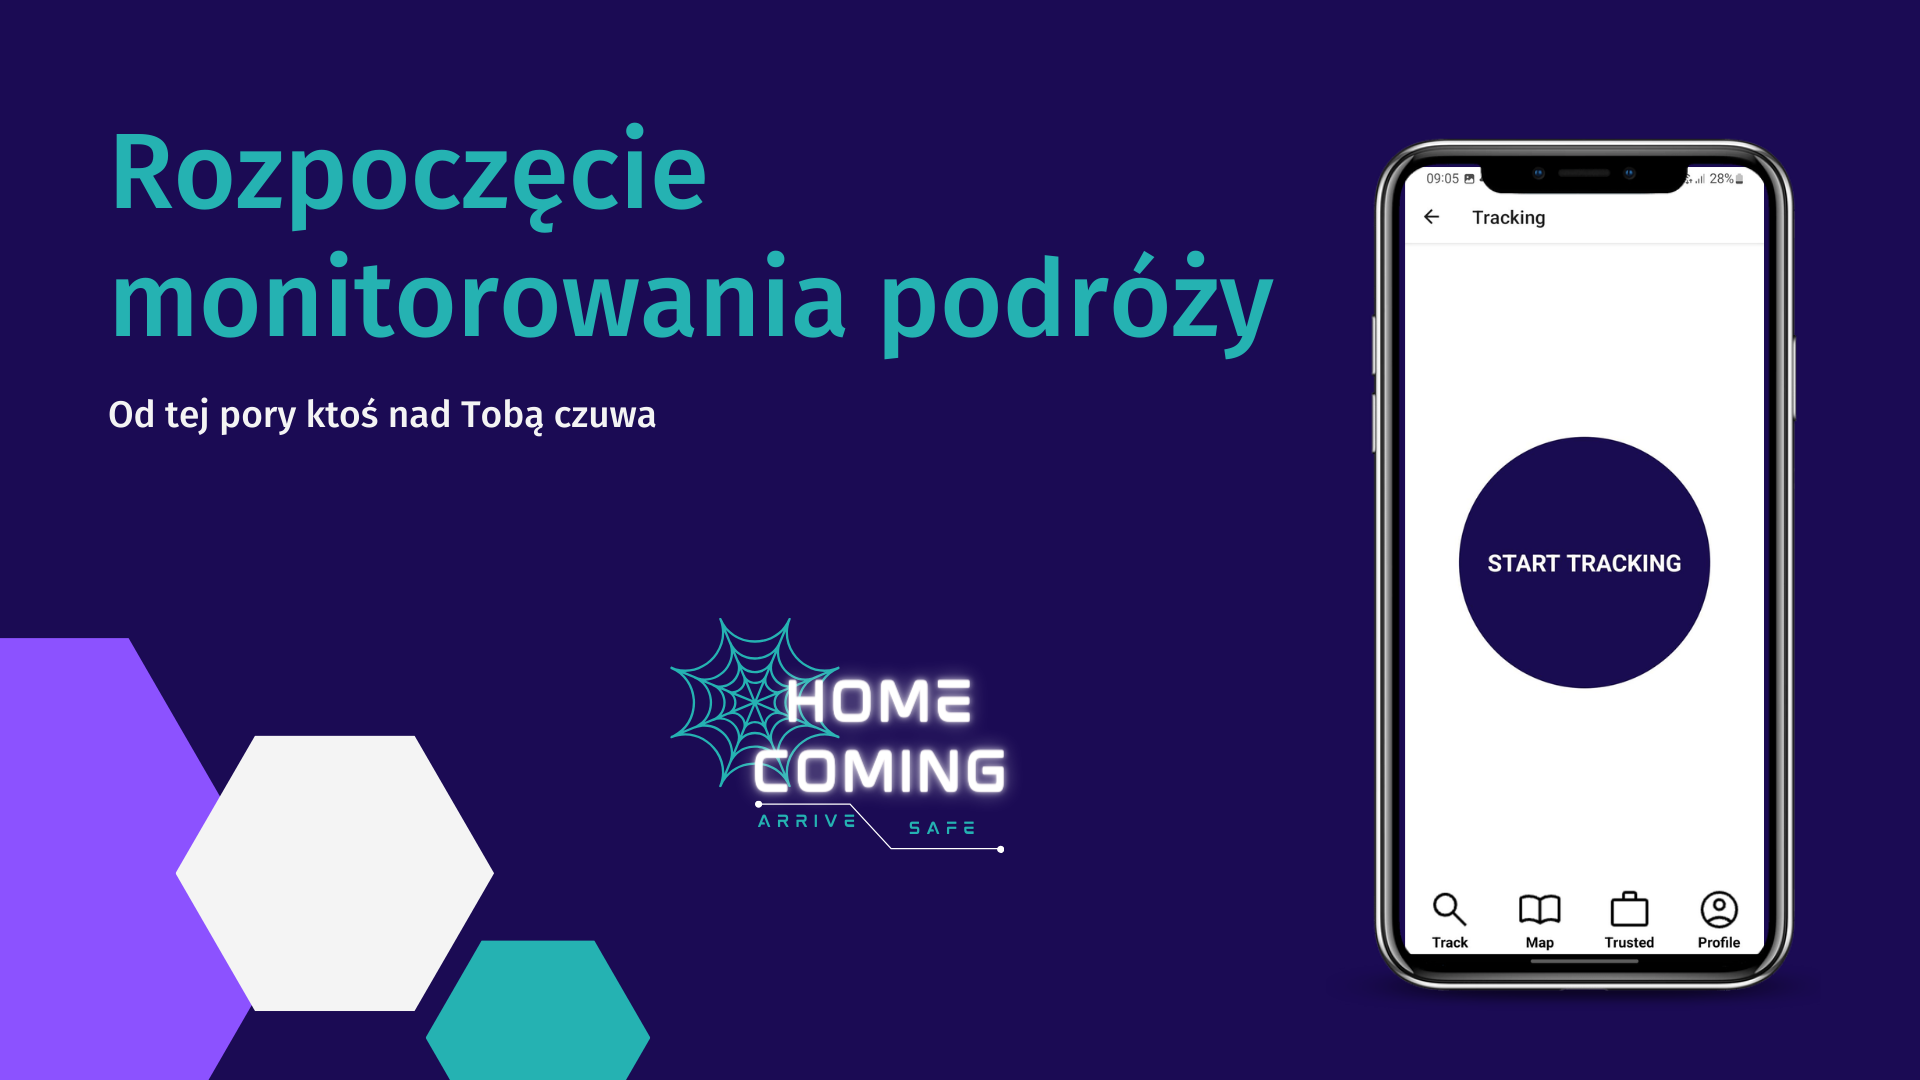 Rozpoczęcie
monitorowania podróży
Od tej pory ktoś nad Tobą czuwa
HOME
COMING
ARRIVE SAFE
09:05 28%
Tracking
START TRACKING
Track Map Trusted Profile